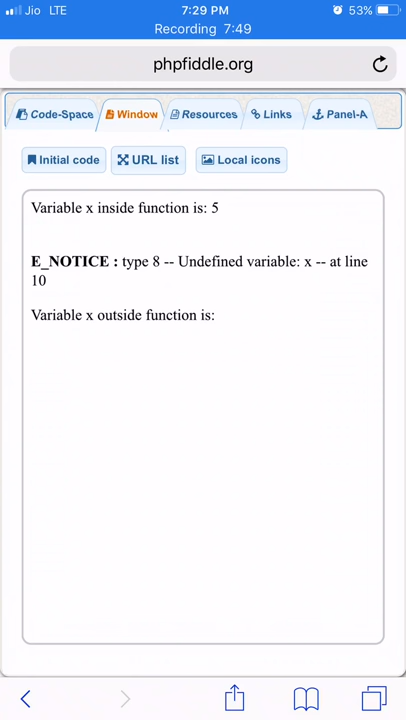 Jio LTE 7:29 PM 53%
Recording 7:49
phpfiddle.org
Code-Space Window Resources Links Panel-A
Initial code URL list Local icons
Variable x inside function is: 5
E_NOTICE : type 8 -- Undefined variable: x -- at line
10
Variable x outside function is: